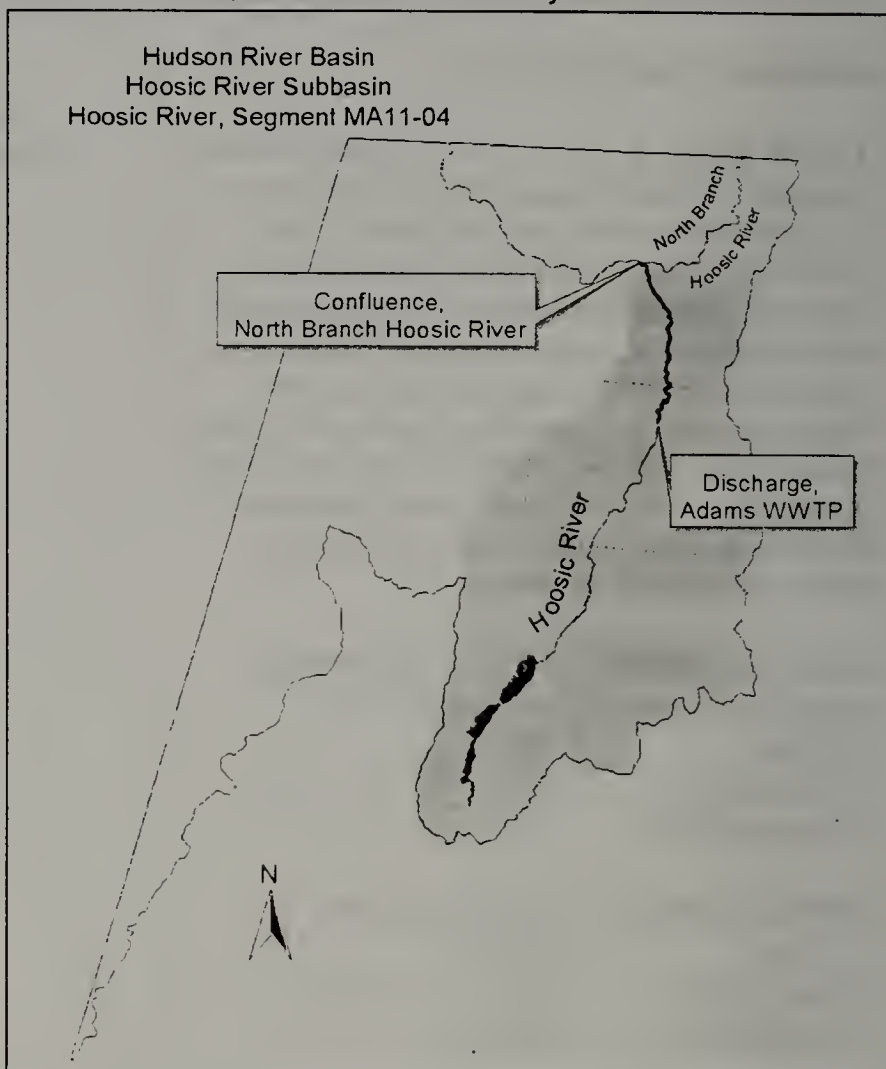 Hudson River Basin
Hoosic River Subbasin
Hoosic River, Segment MA11-04
North Branch
Hoosic River
Confluence,
North Branch Hoosic River
Discharge,
Adams WWTP
Hoosic River
N